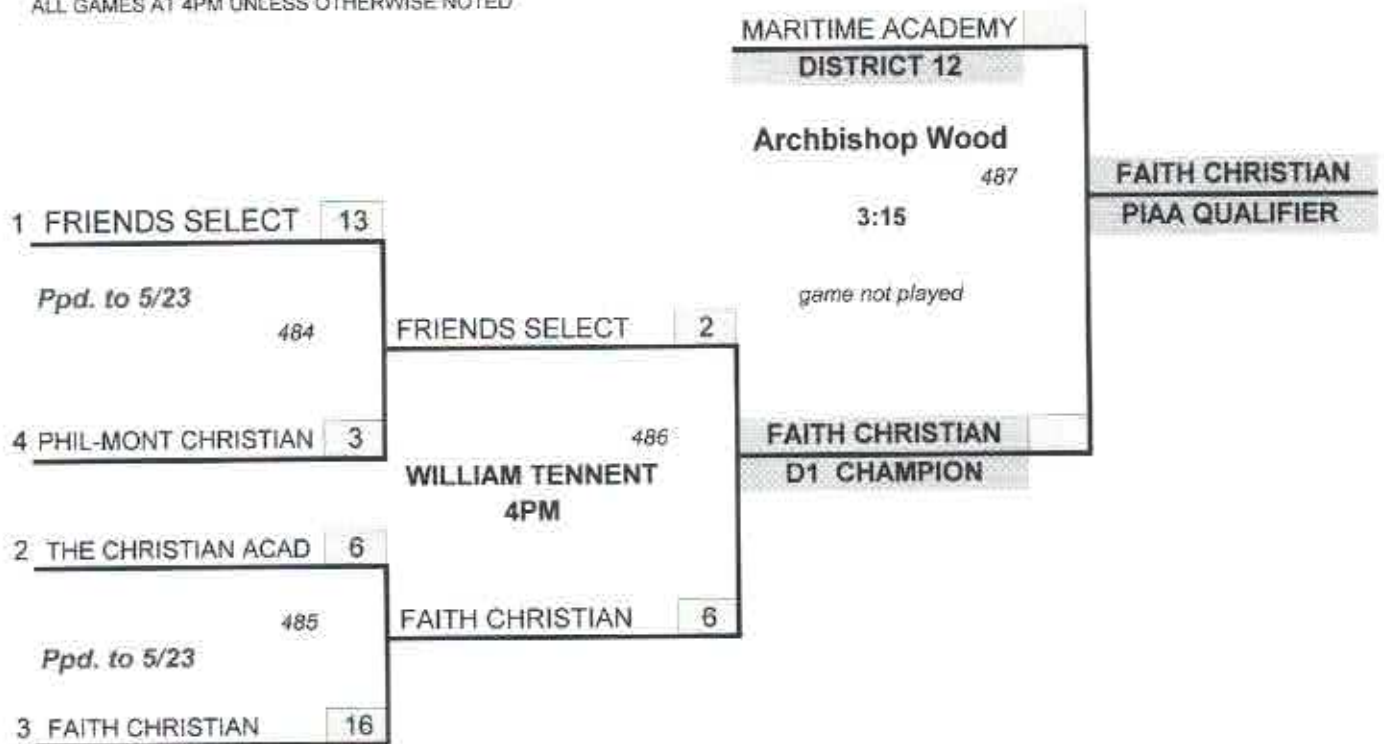 ALL GAMES AT 4PM UNLESS OTHERWISE NOTED
MARITIME ACADEMY
DISTRICT 12
Archbishop Wood
487
3:15
game not played
FAITH CHRISTIAN
PIAA QUALIFIER
1 FRIENDS SELECT 13
Ppd. to 5/23
484
4 PHIL-MONT CHRISTIAN 3
FRIENDS SELECT 2
486
WILLIAM TENNENT
4PM
FAITH CHRISTIAN
D1 CHAMPION
2 THE CHRISTIAN ACAD 6
485
Ppd. to 5/23
3 FAITH CHRISTIAN 16
FAITH CHRISTIAN 6